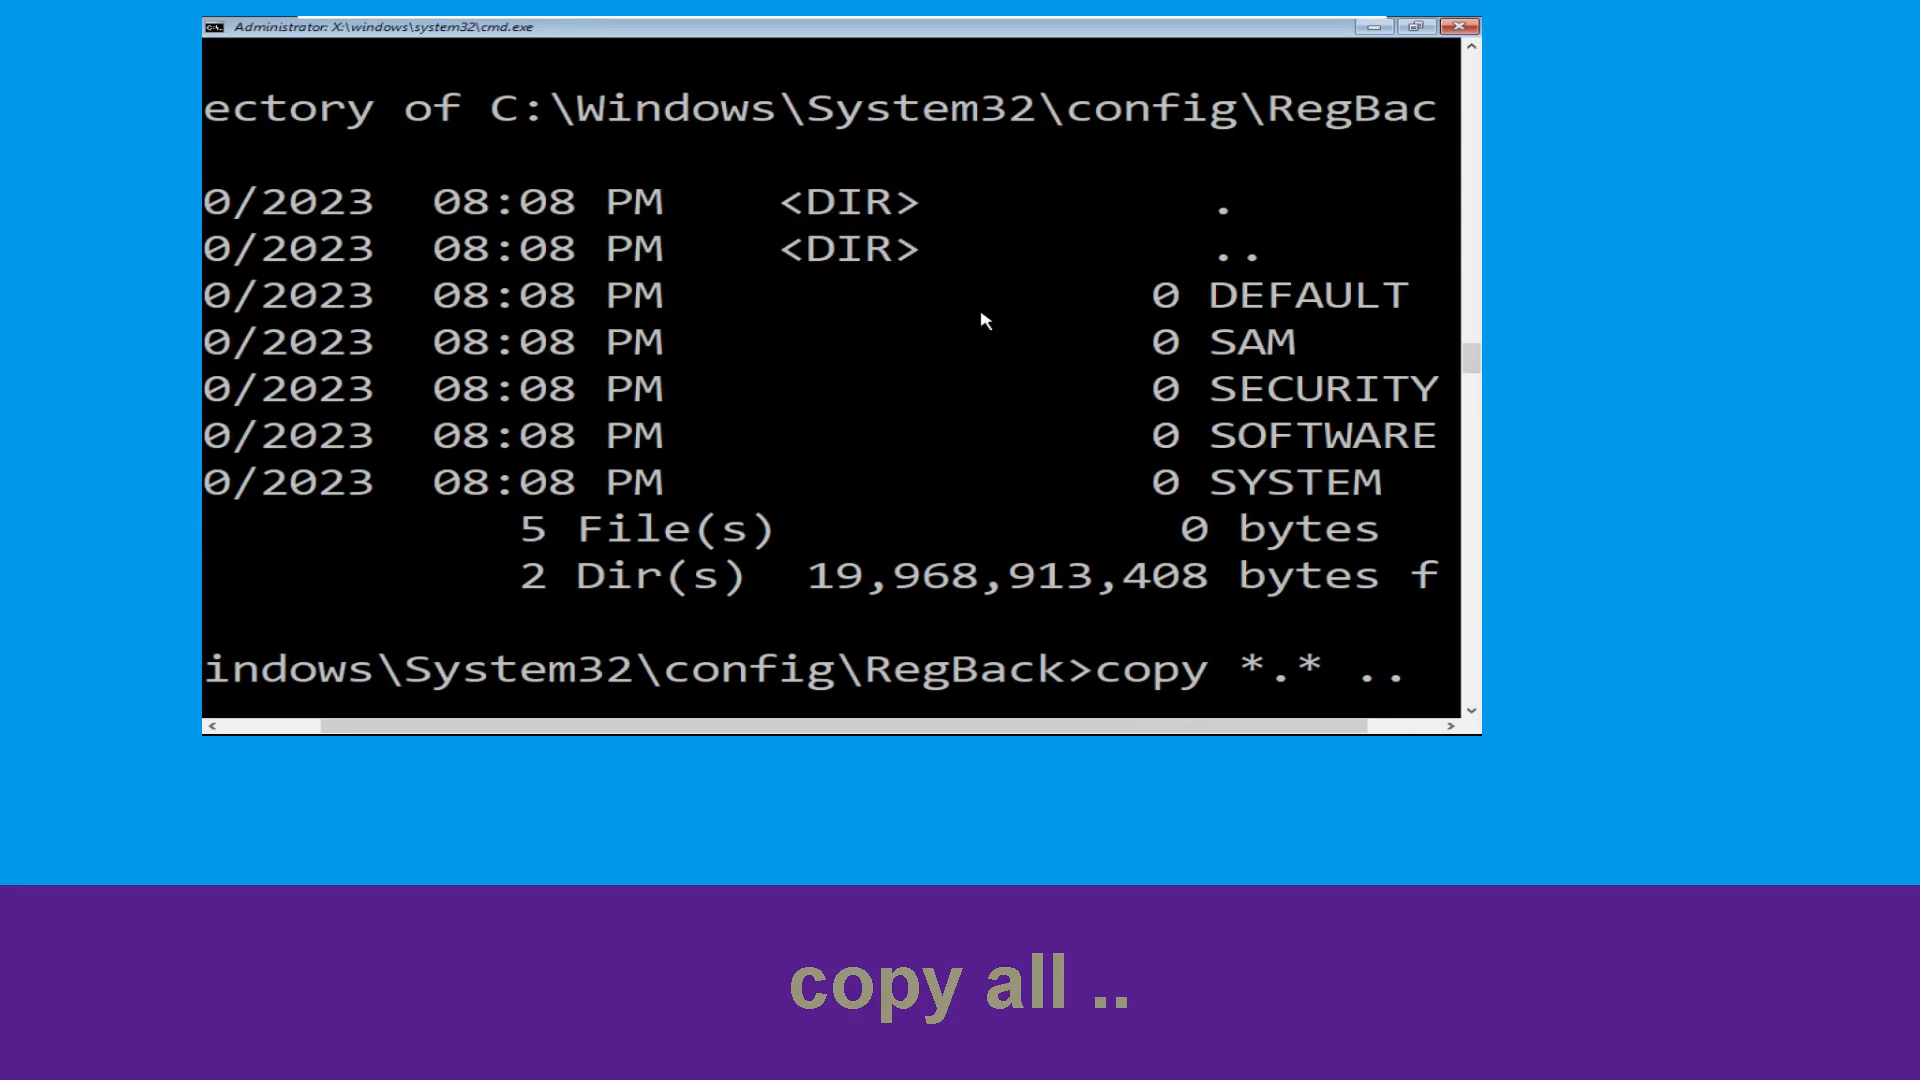 Administrator: X:\windows\system32\cmd.exe
ectory of C:\Windows\System32\config\RegBac
0/2023 08:08 PM <DIR> .
0/2023 08:08 PM <DIR> ..
0/2023 08:08 PM 0 DEFAULT
0/2023 08:08 PM 0 SAM
0/2023 08:08 PM 0 SECURITY
0/2023 08:08 PM 0 SOFTWARE
0/2023 08:08 PM 0 SYSTEM
5 File(s) 0 bytes
2 Dir(s) 19,968,913,408 bytes f
indows\System32\config\RegBack>copy *.* ..
copy all ..